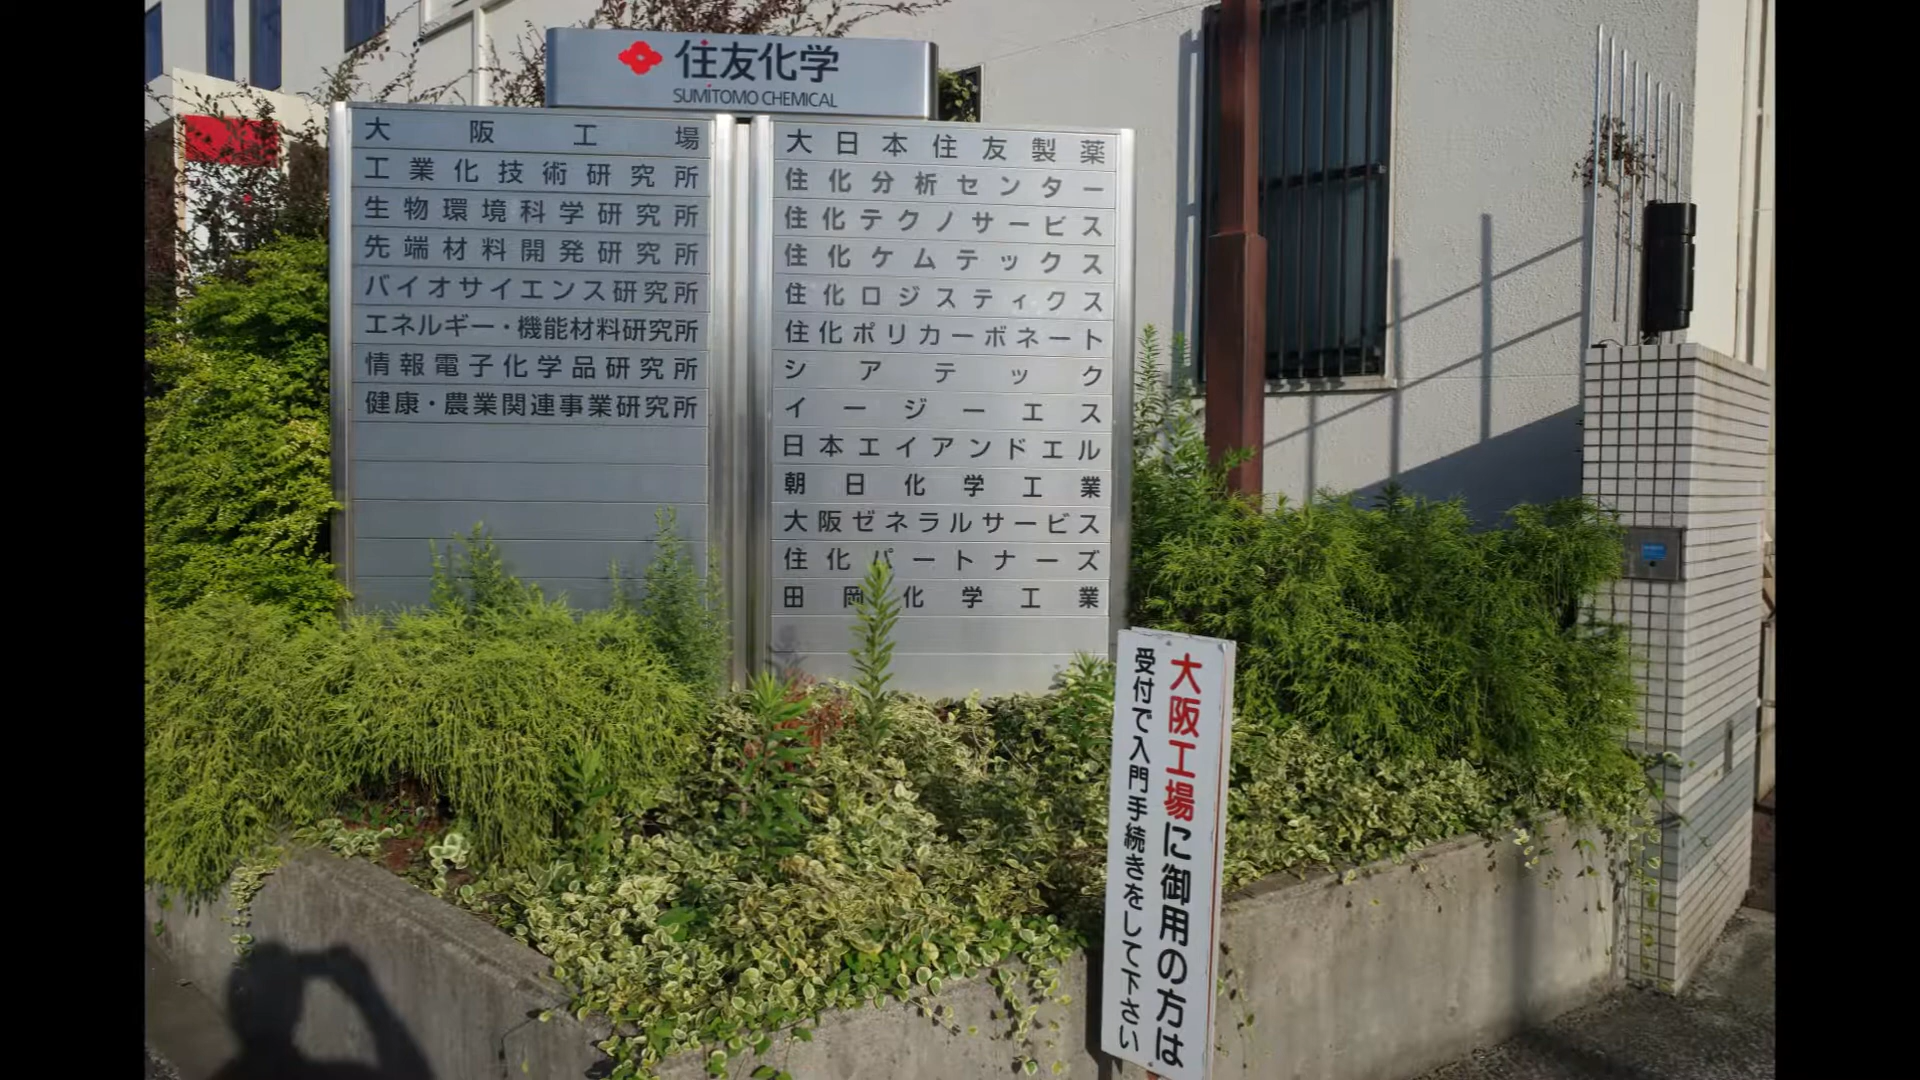 住友化学
SUMITOMO CHEMICAL
大阪工場
工業化技術研究所
生物環境科学研究所
先端材料開発研究所
バイオサイエンス研究所
エネルギー・機能材料研究所
情報電子化学品研究所
健康・農業関連事業研究所
大日本住友製薬
住化分析センター
住化テクノサービス
住化ケムテックス
住化ロジスティクス
住化ポリカーボネート
シアテック
イージーエス
日本エイアンドエル
朝日化学工業
大阪ゼネラルサービス
住化パートナーズ
田岡化学工業
大阪工場に御用の方は
受付で入門手続きをして下さい